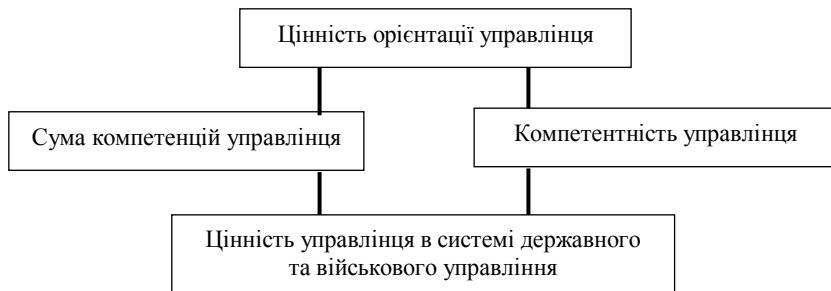 Цінність орієнтації управлінця
Сума компетенцій управлінця
Компетентність управлінця
Цінність управлінця в системі державного
та військового управління